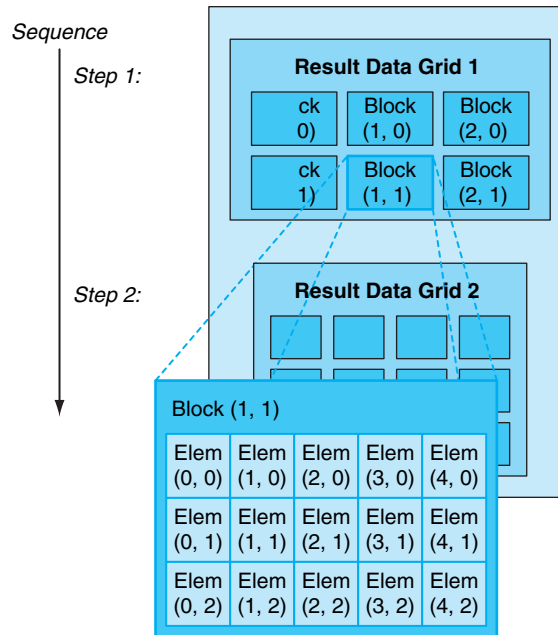 Sequence
Step 1:
Result Data Grid 1
ck Block Block
0) (1, 0) (2, 0)
ck Block Block
1) (1, 1) (2, 1)
Step 2:
Result Data Grid 2
Block (1, 1)
Elem Elem Elem Elem Elem
(0, 0) (1, 0) (2, 0) (3, 0) (4, 0)
Elem Elem Elem Elem Elem
(0, 1) (1, 1) (2, 1) (3, 1) (4, 1)
Elem Elem Elem Elem Elem
(0, 2) (1, 2) (2, 2) (3, 2) (4, 2)